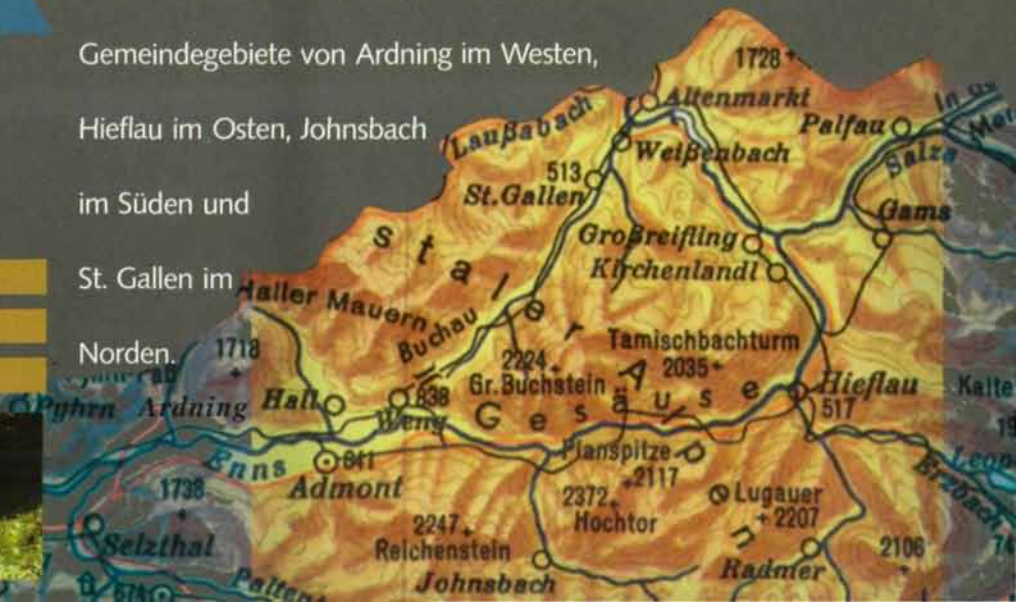 Gemeindegebiete von Ardning im Westen,
Hieflau im Osten, Johnsbach
im Süden und
St. Gallen im
Norden.
1728
Altenmarkt
Laußabach
Palfau
In
Weißenbach
Salza
513
St.Gallen
Gams
Großreifling
Kirchenlandl
Staler Alpen
Haller Mauern
Buchau
Tamischbachturm
2035
1718
2224
Gr.Buchstein
Hieflau
517
Kalte
Pyhrn
Ardning
Hall
838
Weng
Gesäuse
Planspitze
2117
Enns
641
Admont
Erzbach
1738
2372
Hochtor
Lugauer
2207
2247
Reichenstein
Selzthal
Johnsbach
Radmer
2106
74